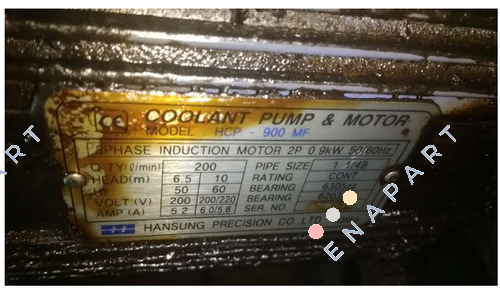 COOLANT PUMP & MOTOR
MODEL HCP - 900 MF
3PHASE INDUCTION MOTOR 2P 0.9kW 50/60Hz
Q-TY(ℓ/min) 200 PIPE SIZE 1 1/4B
HEAD(m) 6.5 10 RATING CONT
HZ 50 60 BEARING
VOLT (V) 200 200/220 BEARING
AMP (A) 5.2 6.0/5.8 SER NO
HANSUNG PRECISION CO LTD
ENAPART